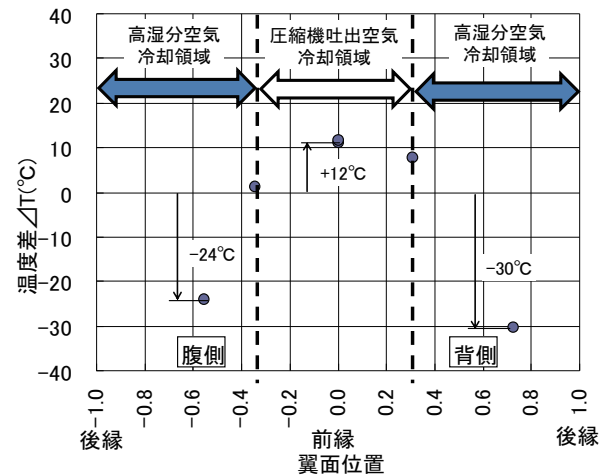 高湿分空気
冷却領域
圧縮機吐出空気
冷却領域
高湿分空気
冷却領域
温度差⊿T(℃)
40
30
20
10
0
−10
−20
−30
−40
+12℃
−24℃
−30℃
腹側
背側
−1.0
−0.8
−0.6
−0.4
−0.2
0.0
0.2
0.4
0.6
0.8
1.0
後縁
前縁
後縁
翼面位置